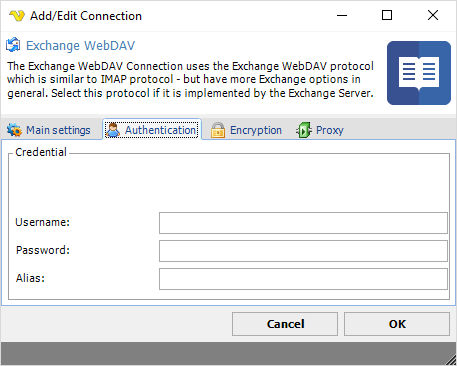 Add/Edit Connection
Exchange WebDAV
The Exchange WebDAV Connection uses the Exchange WebDAV protocol
which is similar to IMAP protocol - but have more Exchange options in
general. Select this protocol if it is implemented by the Exchange Server.
Main settings Authentication Encryption Proxy
Credential
Username:
Password:
Alias:
Cancel OK